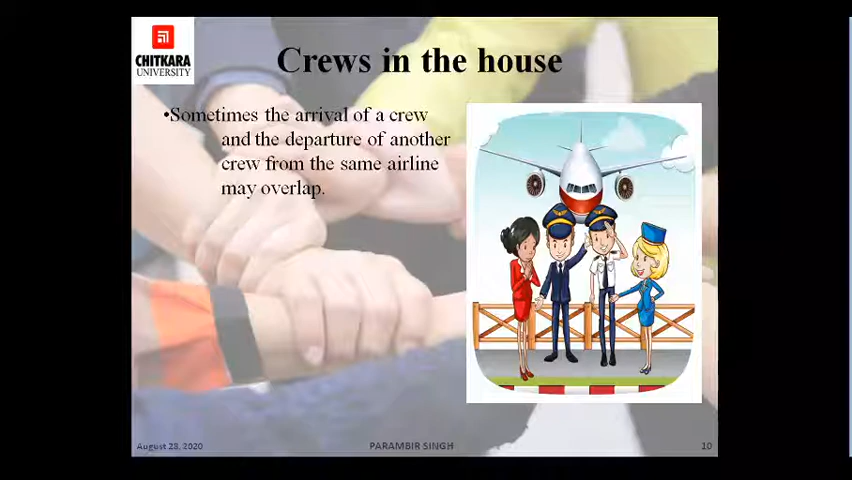 CHITKARA
UNIVERSITY
Crews in the house
•Sometimes the arrival of a crew
and the departure of another
crew from the same airline
may overlap.
August 28, 2020
PARAMBIR SINGH
10